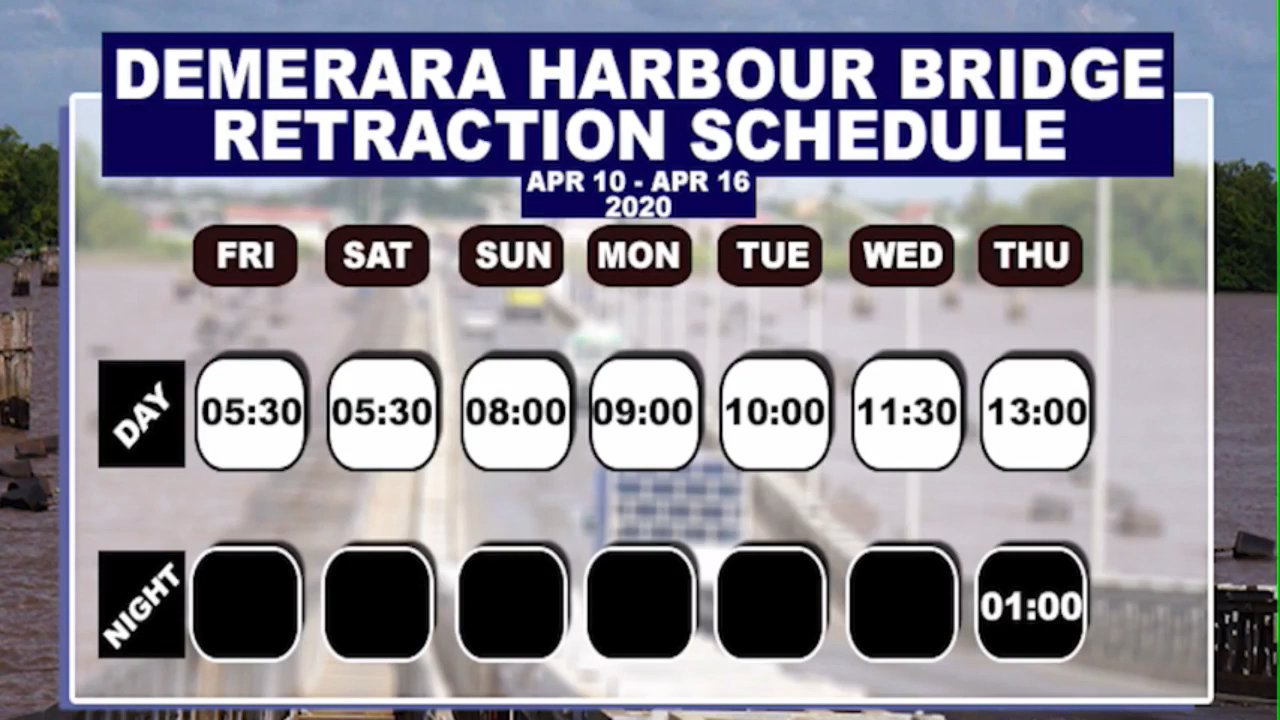 DEMERARA HARBOUR BRIDGE
RETRACTION SCHEDULE
APR 10 - APR 16
2020
FRI SAT SUN MON TUE WED THU
DAY 05:30 05:30 08:00 09:00 10:00 11:30 13:00
NIGHT 01:00